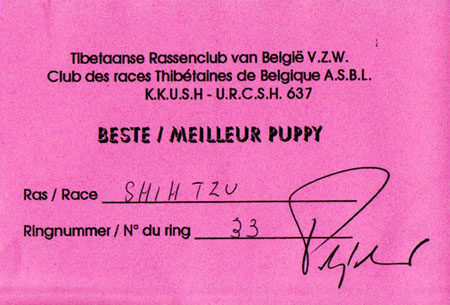 Tibetaanse Rassenclub van België V.Z.W.
Club des races Thibétaines de Belgique A.S.B.L.
K.K.U.S.H - U.R.C.S.H. 637
BESTE / MEILLEUR PUPPY
Ras / Race SHIH TZU
Ringnummer / N° du ring 33